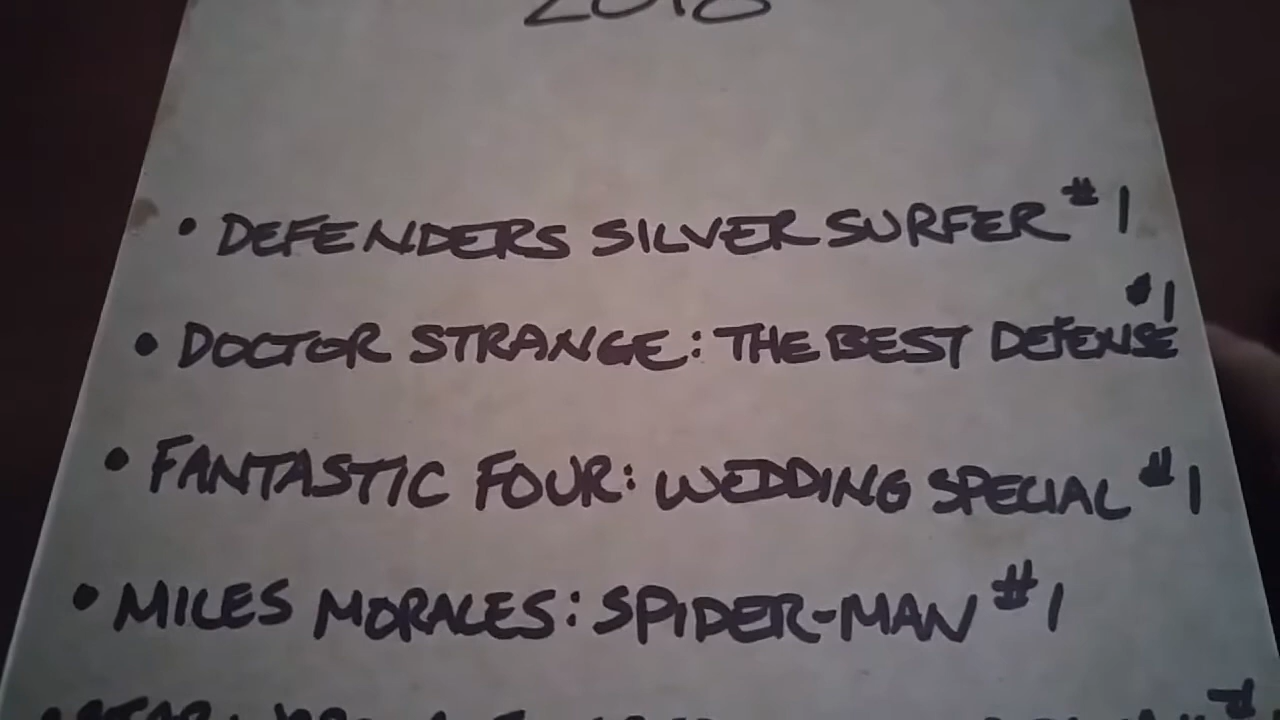 2018
• DEFENDERS SILVER SURFER #1
• DOCTOR STRANGE: THE BEST DEFENSE #1
• FANTASTIC FOUR: WEDDING SPECIAL #1
• MILES MORALES: SPIDER-MAN #1